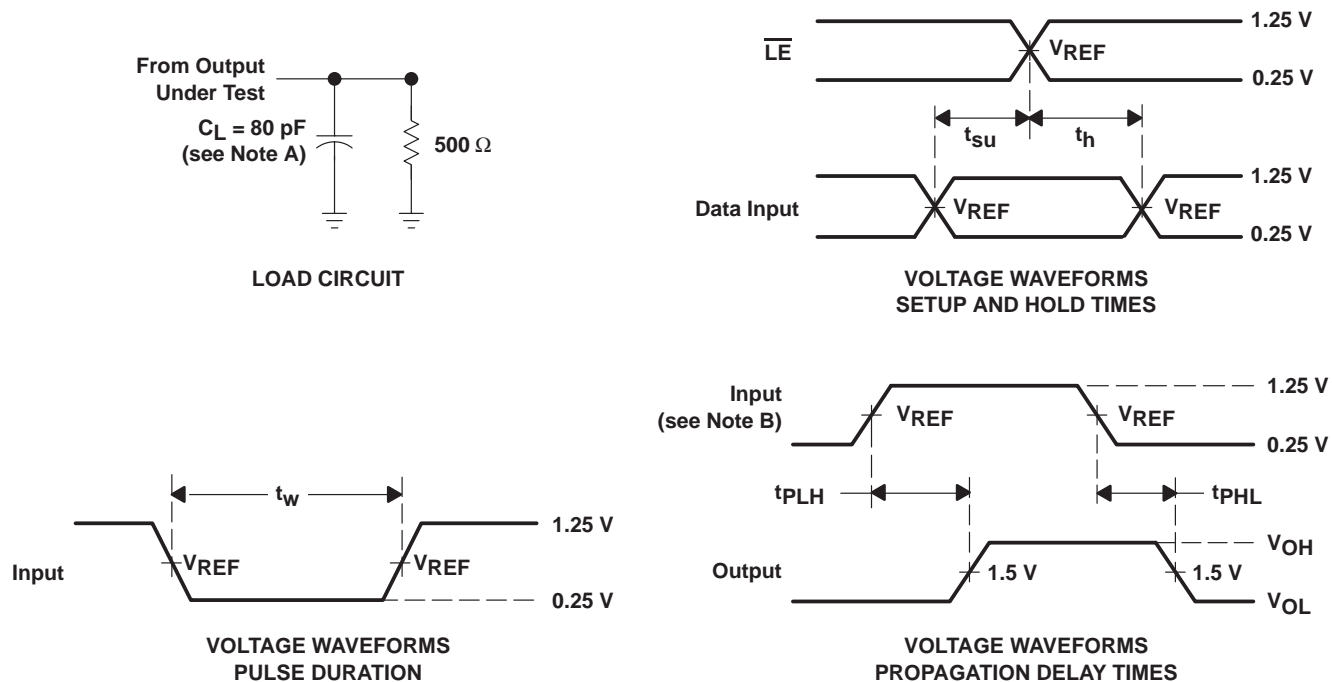 From Output
Under Test
CL = 80 pF
(see Note A)
500 Ω
LOAD CIRCUIT
LE
1.25 V
VREF
0.25 V
tsu
th
Data Input
1.25 V
VREF
VREF
0.25 V
VOLTAGE WAVEFORMS
SETUP AND HOLD TIMES
Input
tw
1.25 V
VREF
VREF
0.25 V
VOLTAGE WAVEFORMS
PULSE DURATION
Input
(see Note B)
1.25 V
VREF
VREF
0.25 V
tPLH
tPHL
Output
VOH
1.5 V
1.5 V
VOL
VOLTAGE WAVEFORMS
PROPAGATION DELAY TIMES